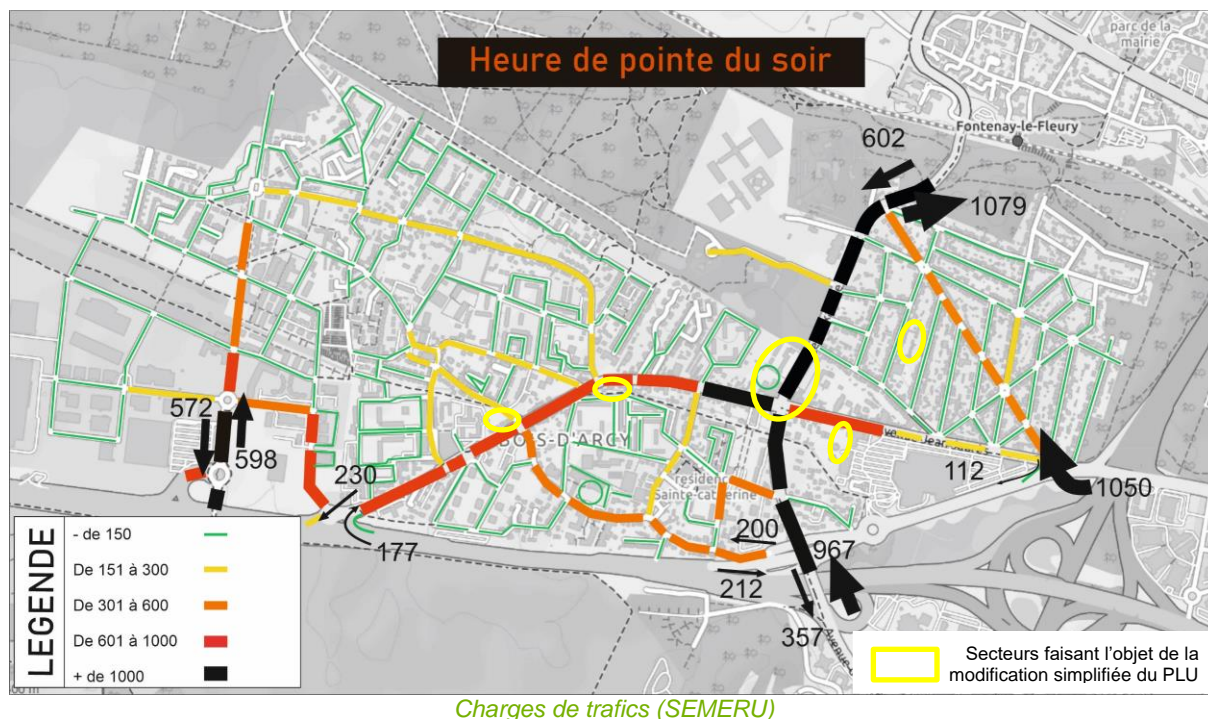 Heure de pointe du soir
parc de la
mairie
Fontenay-le-Fleury
602
1079
572
598
230
177
BOIS-D'ARCY
residence
Sainte-catherine
200
212
967
357
112
1050
LEGENDE
- de 150
De 151 à 300
De 301 à 600
De 601 à 1000
+ de 1000
Secteurs faisant l'objet de la
modification simplifiée du PLU
Charges de trafics (SEMERU)